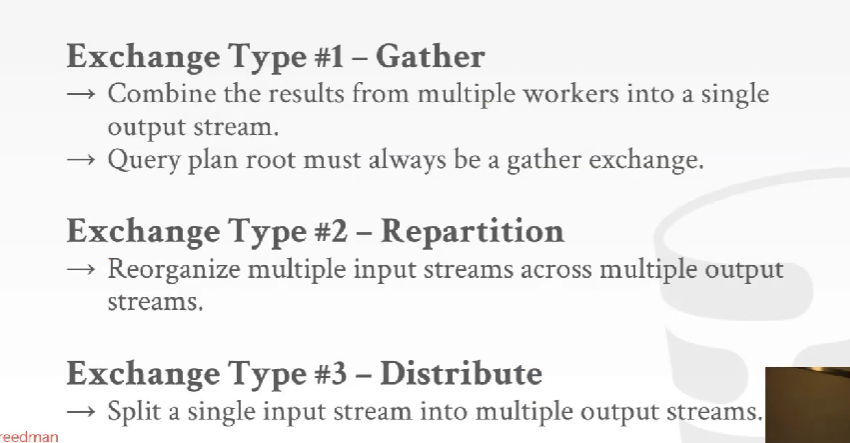 Exchange Type #1 – Gather
→ Combine the results from multiple workers into a single
output stream.
→ Query plan root must always be a gather exchange.
Exchange Type #2 – Repartition
→ Reorganize multiple input streams across multiple output
streams.
Exchange Type #3 – Distribute
→ Split a single input stream into multiple output streams.
reedman